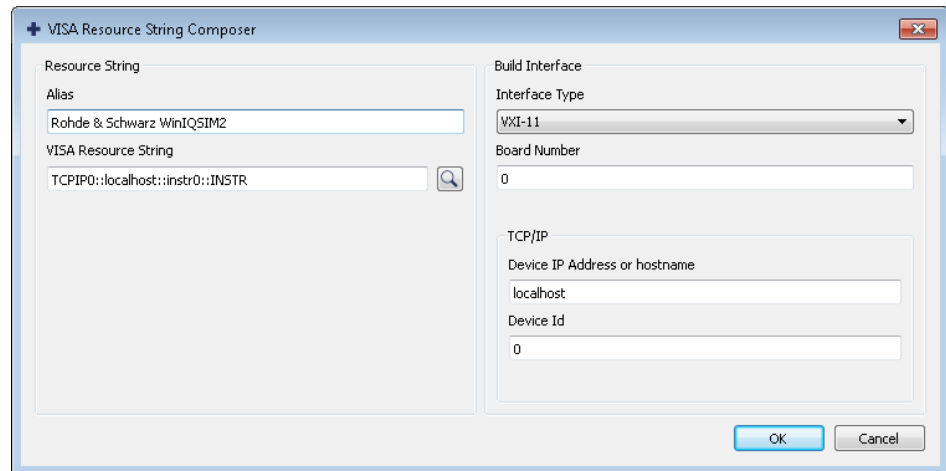 VISA Resource String Composer
Resource String
Alias
Rohde & Schwarz WinIQSIM2
VISA Resource String
TCPIP0::localhost::instr0::INSTR
Build Interface
Interface Type
VXI-11
Board Number
0
TCP/IP
Device IP Address or hostname
localhost
Device Id
0
OK
Cancel